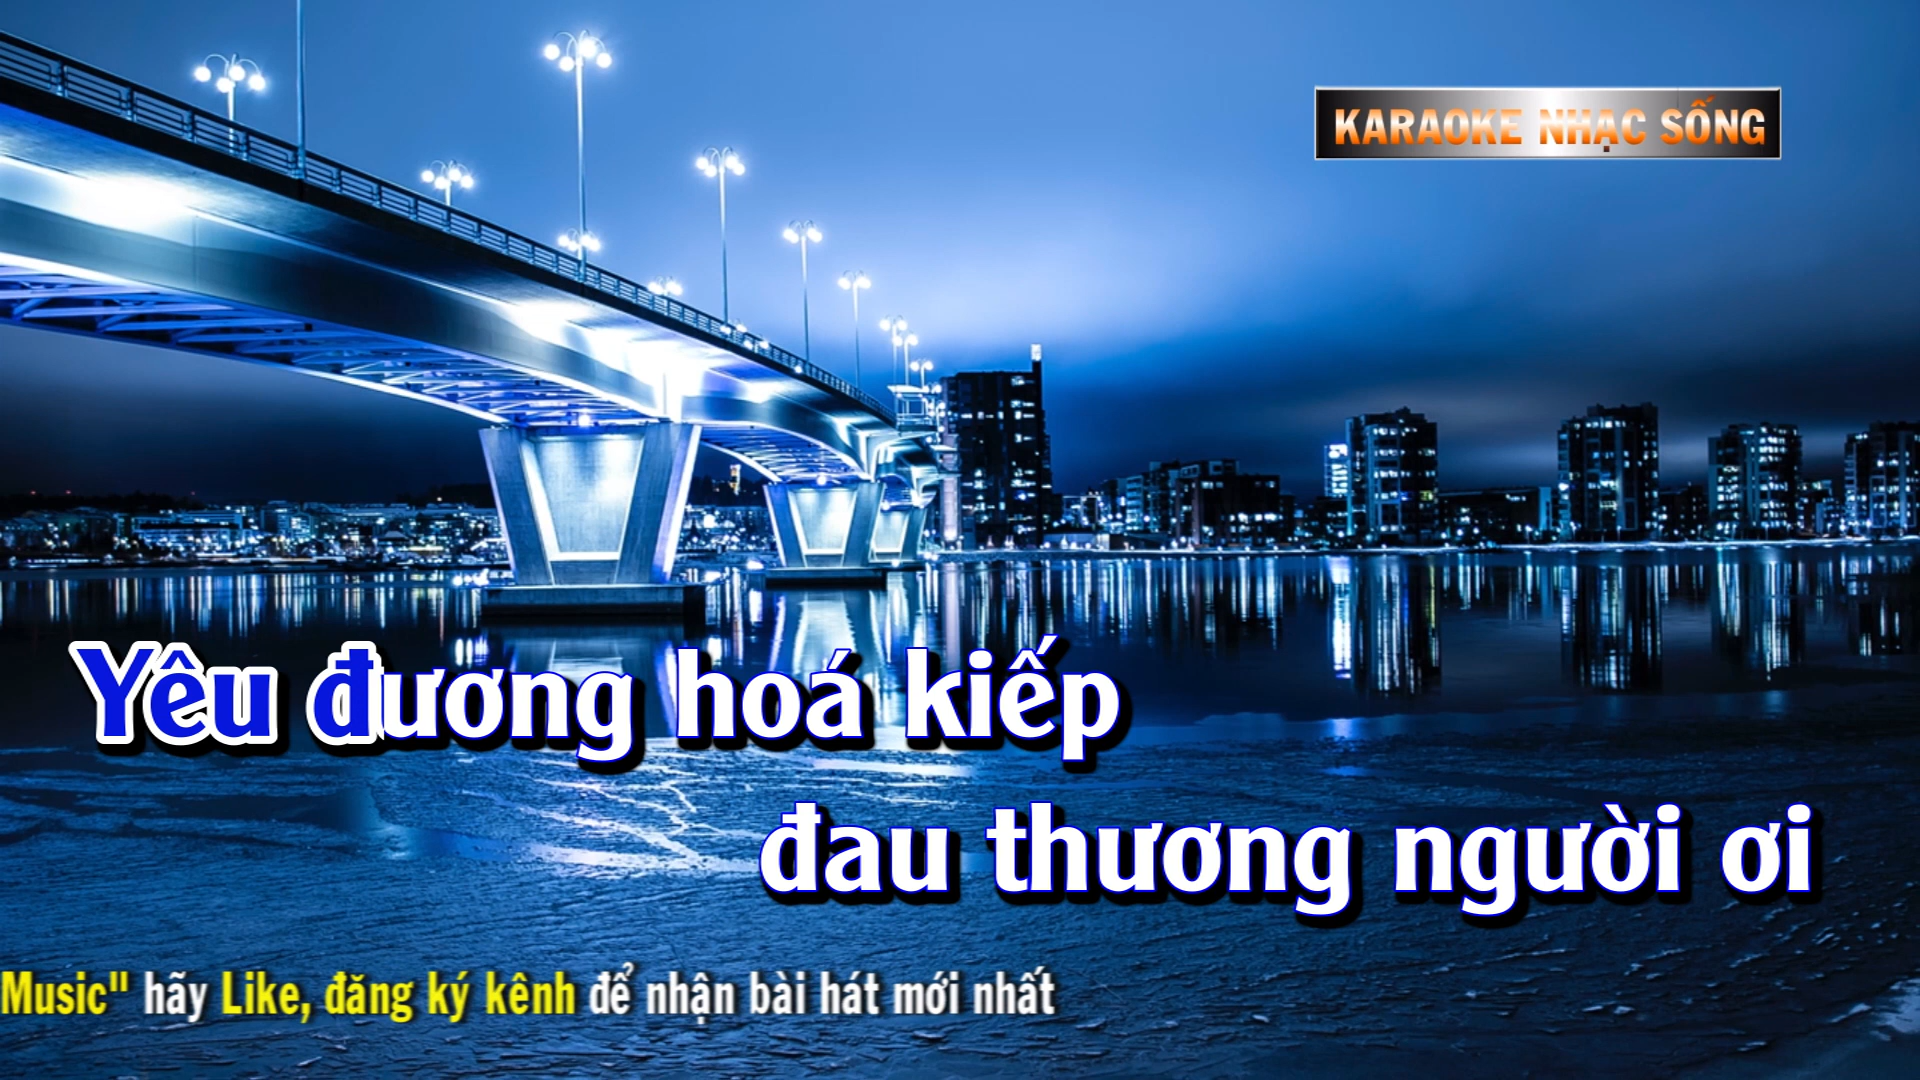 KARAOKE NHẠC SỐNG
Yêu đương hoá kiếp
đau thương người ơi
Music" hãy Like, đăng ký kênh để nhận bài hát mới nhất